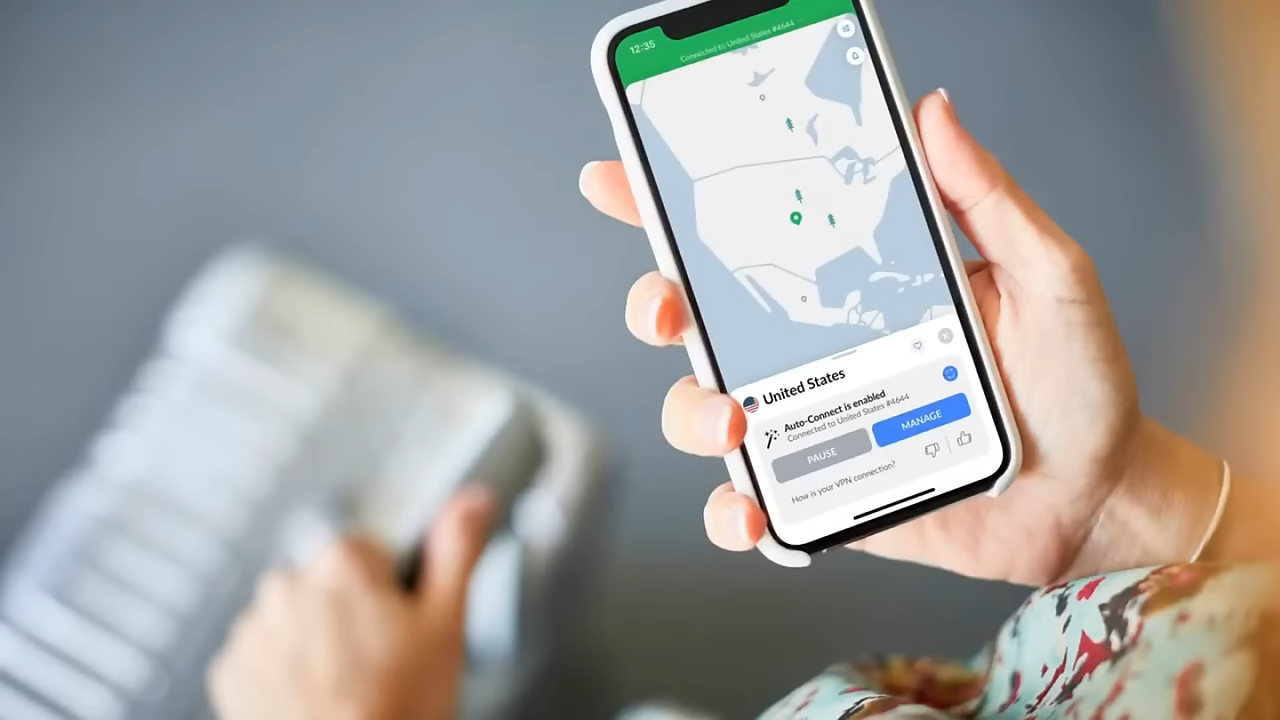 12:35
Connected to United States #4644
United States
Auto-Connect is enabled
Connected to United States #4644
PAUSE
MANAGE
How is your VPN connection?